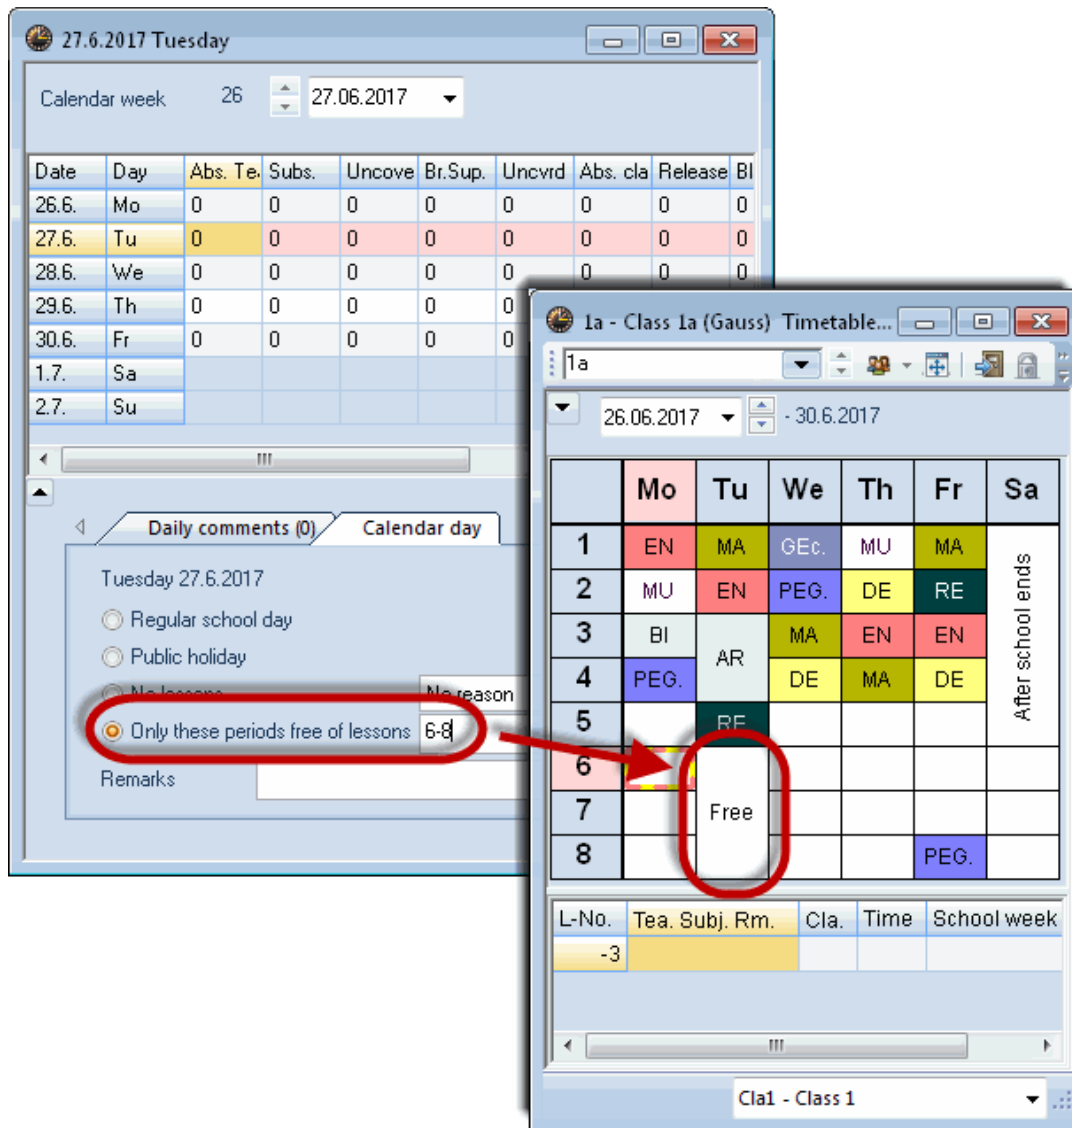 27.6.2017 Tuesday
Calendar week 26 27.06.2017
Date Day Abs. Te Subs. Uncove Br.Sup. Uncvrd Abs. cla Release Bl
26.6. Mo 0 0 0 0 0 0 0 0
27.6. Tu 0 0 0 0 0 0 0 0
28.6. We 0 0 0 0 0 0 0 0
29.6. Th 0 0 0 0 0
30.6. Fr 0 0 0 0 0
1.7. Sa
2.7. Su
Daily comments (0) Calendar day
Tuesday 27.6.2017
Regular school day
Public holiday
No lessons No reason
Only these periods free of lessons 6-8
Remarks
1a - Class 1a (Gauss) Timetable...
1a
26.06.2017 - 30.6.2017
Mo Tu We Th Fr Sa
1 EN MA GEc. MU MA
2 MU EN PEG. DE RE
3 BI AR MA EN EN
4 PEG. DE MA DE
After school ends
5 RE
6
7 Free
8 PEG.
L-No. Tea. Subj. Rm. Cla. Time School week
-3
Cla1 - Class 1